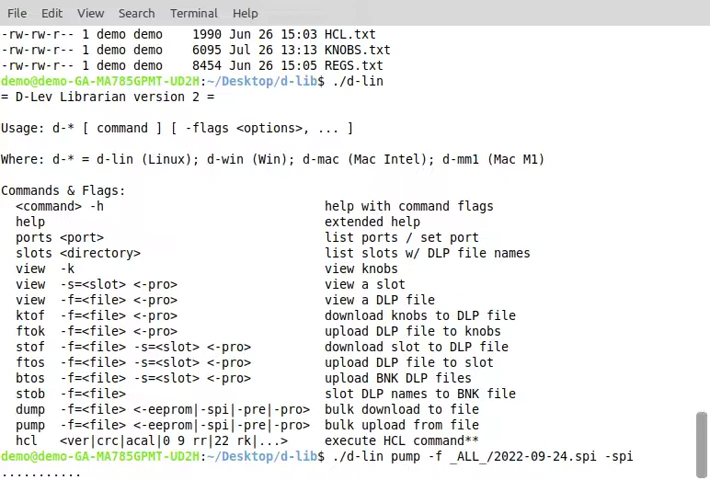 File Edit View Search Terminal Help
-rw-rw-r-- 1 demo demo    1990 Jun 26 15:03 HCL.txt
-rw-rw-r-- 1 demo demo    6095 Jul 26 13:13 KNOBS.txt
-rw-rw-r-- 1 demo demo    8454 Jun 26 15:05 REGS.txt
demo@demo-GA-MA785GPMT-UD2H:~/Desktop/d-lib$ ./d-lin
= D-Lev Librarian version 2 =
Usage: d-* [ command ] [ -flags <options>, ... ]
Where: d-* = d-lin (Linux); d-win (Win); d-mac (Mac Intel); d-mm1 (Mac M1)
Commands & Flags:
  <command> -h                           help with command flags
  help                                   extended help
  ports <port>                           list ports / set port
  slots <directory>                      list slots w/ DLP file names
  view  -k                               view knobs
  view  -s=<slot> <-pro>                 view a slot
  view  -f=<file> <-pro>                 view a DLP file
  ktof  -f=<file> <-pro>                 download knobs to DLP file
  ftok  -f=<file> <-pro>                 upload DLP file to knobs
  stof  -f=<file> -s=<slot> <-pro>       download slot to DLP file
  ftos  -f=<file> -s=<slot> <-pro>       upload DLP file to slot
  btos  -f=<file> -s=<slot> <-pro>       upload BNK DLP files
  stob  -f=<file>                        slot DLP names to BNK file
  dump  -f=<file> <-eeprom|-spi|-pre|-pro>  bulk download to file
  pump  -f=<file> <-eeprom|-spi|-pre|-pro>  bulk upload from file
  hcl   <ver|crc|acal|0 9 rr|22 rk|...>  execute HCL command**
demo@demo-GA-MA785GPMT-UD2H:~/Desktop/d-lib$ ./d-lin pump -f _ALL_/2022-09-24.spi -spi
...........